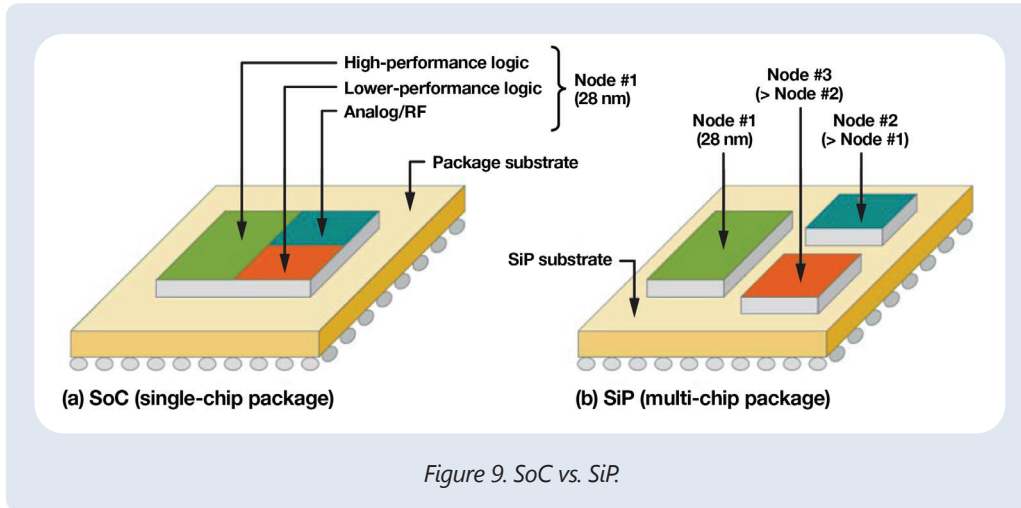 High-performance logic
Lower-performance logic
Analog/RF
Node #1
(28 nm)
Package substrate
(a) SoC (single-chip package)
Node #3
(> Node #2)
Node #1
(28 nm)
Node #2
(> Node #1)
SiP substrate
(b) SiP (multi-chip package)
Figure 9. SoC vs. SiP.